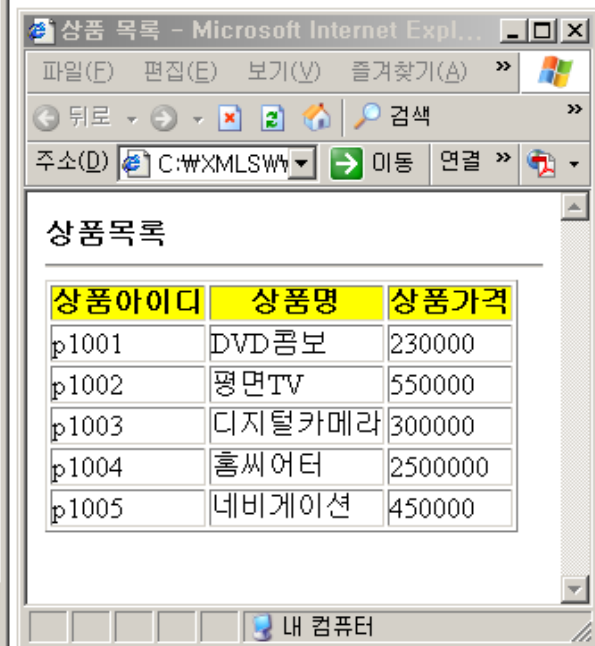 상품 목록 - Microsoft Internet Expl...
파일(F) 편집(E) 보기(V) 즐겨찾기(A) »
뒤로 검색 »
주소(D) C:₩XMLSW₩ 이동 연결 »
상품목록
상품아이디 상품명 상품가격
p1001 DVD콤보 230000
p1002 평면TV 550000
p1003 디지털카메라 300000
p1004 홈씨어터 2500000
p1005 네비게이션 450000
내 컴퓨터